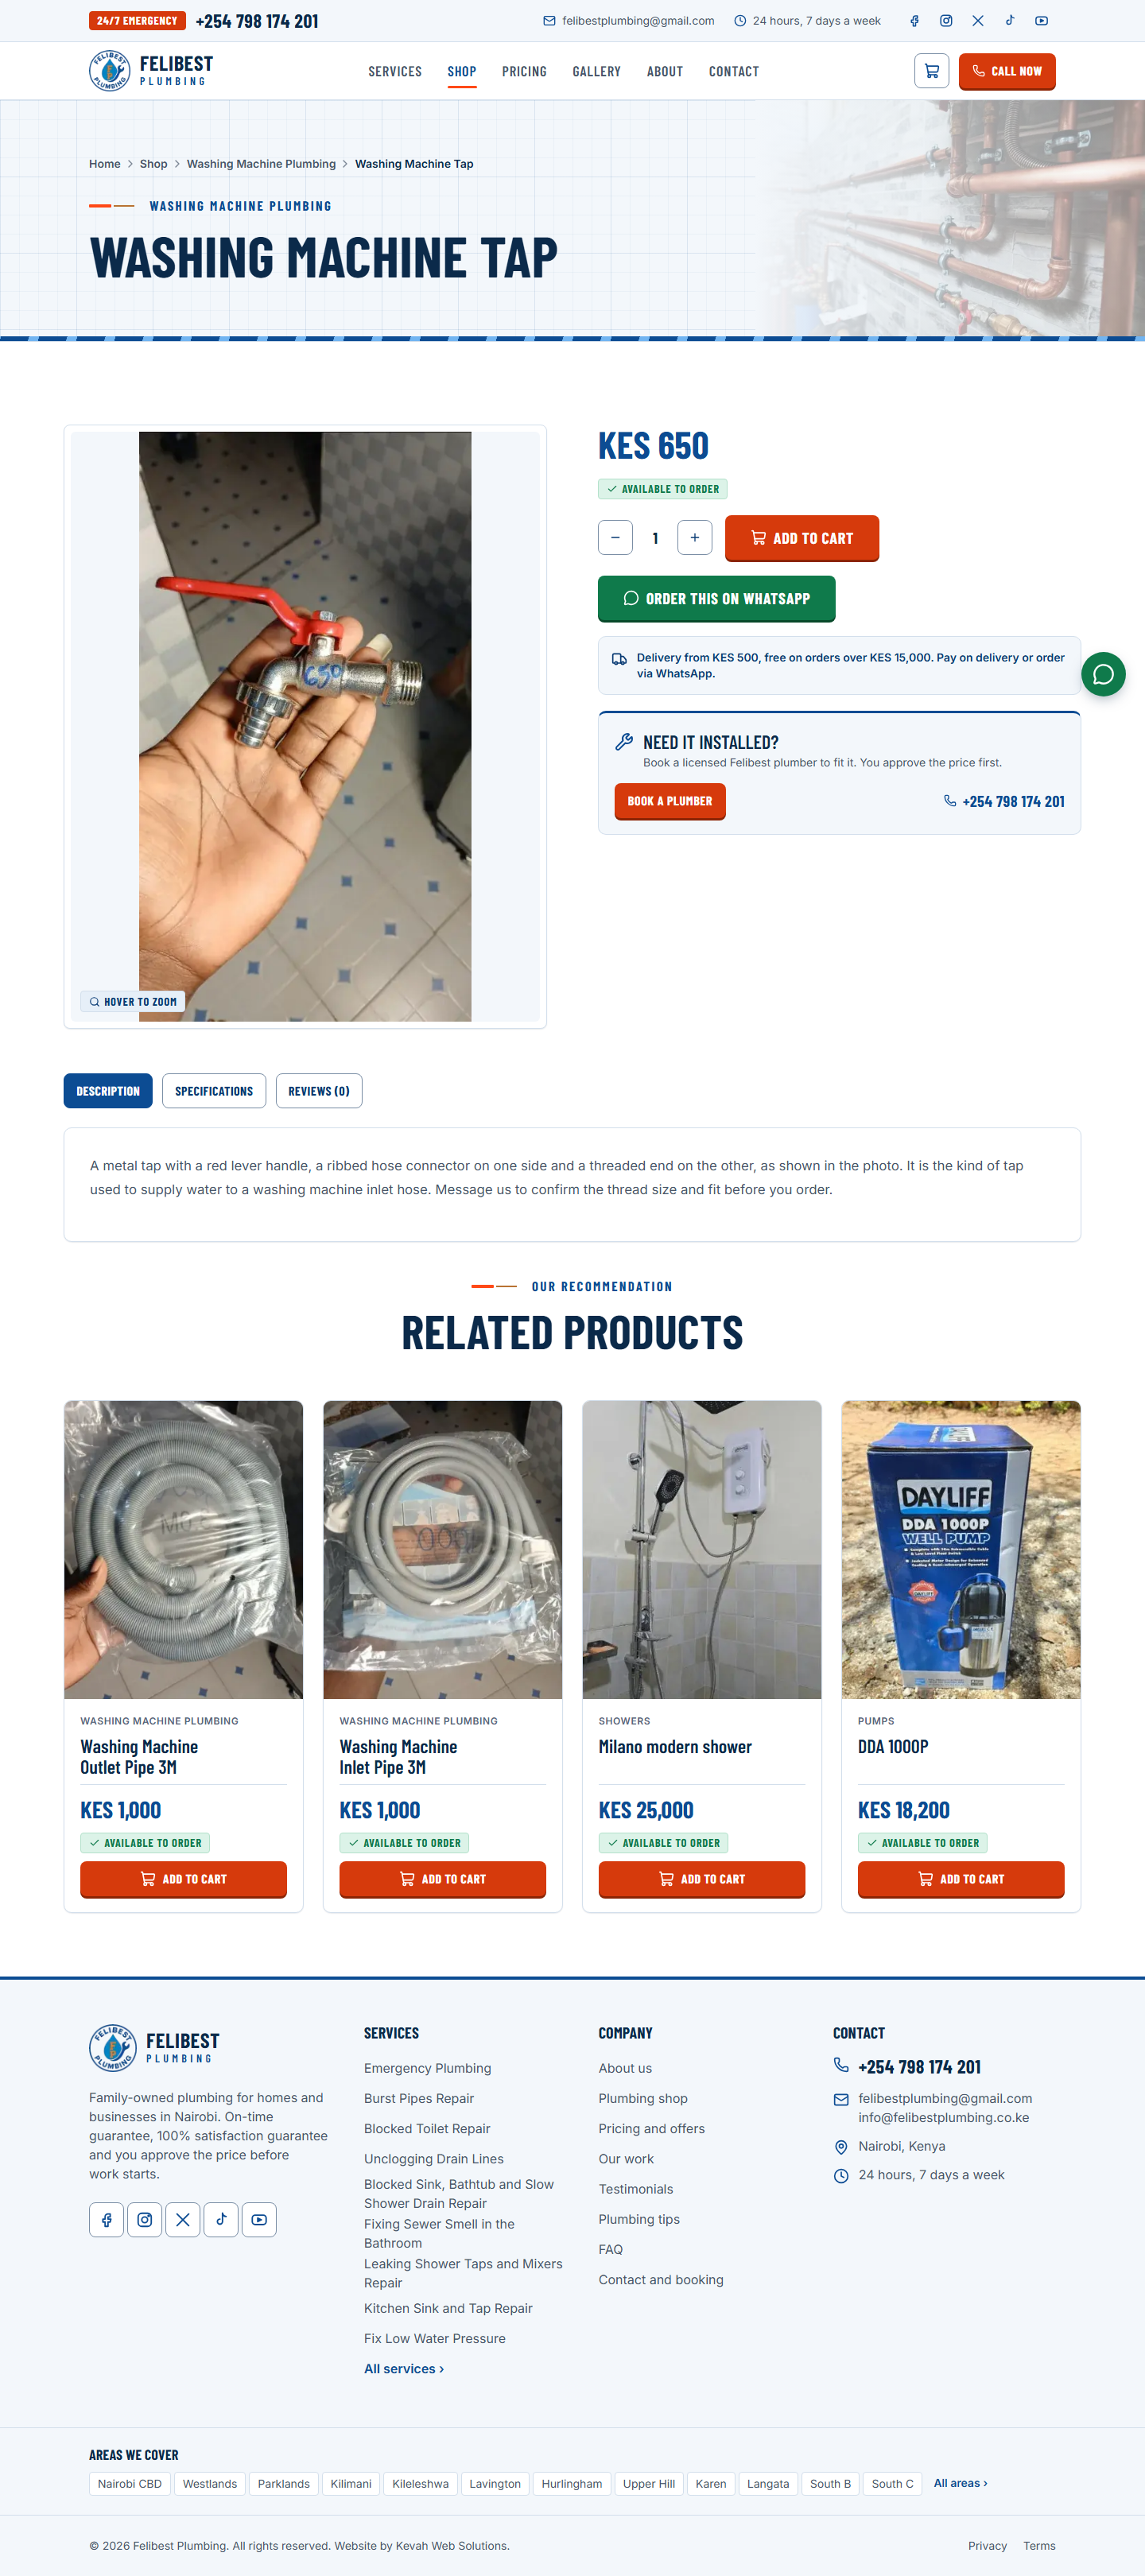 24/7 EMERGENCY +254 798 174 201
felibestplumbing@gmail.com
24 hours, 7 days a week
FELIBEST
PLUMBING
SERVICES SHOP PRICING GALLERY ABOUT CONTACT
CALL NOW
Home > Shop > Washing Machine Plumbing > Washing Machine Tap
WASHING MACHINE PLUMBING
WASHING MACHINE TAP
KES 650
AVAILABLE TO ORDER
− 1 + ADD TO CART
ORDER THIS ON WHATSAPP
650
Delivery from KES 500, free on orders over KES 15,000. Pay on delivery or order
via WhatsApp.
NEED IT INSTALLED?
Book a licensed Felibest plumber to fit it. You approve the price first.
BOOK A PLUMBER +254 798 174 201
HOVER TO ZOOM
DESCRIPTION SPECIFICATIONS REVIEWS (0)
A metal tap with a red lever handle, a ribbed hose connector on one side and a threaded end on the other, as shown in the photo. It is the kind of tap
used to supply water to a washing machine inlet hose. Message us to confirm the thread size and fit before you order.
OUR RECOMMENDATION
RELATED PRODUCTS
DAYLIFF
DDA 1000P
WELL PUMP
WASHING MACHINE PLUMBING
Washing Machine
Outlet Pipe 3M
KES 1,000
AVAILABLE TO ORDER
ADD TO CART
WASHING MACHINE PLUMBING
Washing Machine
Inlet Pipe 3M
KES 1,000
AVAILABLE TO ORDER
ADD TO CART
SHOWERS
Milano modern shower
KES 25,000
AVAILABLE TO ORDER
ADD TO CART
PUMPS
DDA 1000P
KES 18,200
AVAILABLE TO ORDER
ADD TO CART
FELIBEST
PLUMBING
Family-owned plumbing for homes and
businesses in Nairobi. On-time
guarantee, 100% satisfaction guarantee
and you approve the price before
work starts.
SERVICES
Emergency Plumbing
Burst Pipes Repair
Blocked Toilet Repair
Unclogging Drain Lines
Blocked Sink, Bathtub and Slow
Shower Drain Repair
Fixing Sewer Smell in the
Bathroom
Leaking Shower Taps and Mixers
Repair
Kitchen Sink and Tap Repair
Fix Low Water Pressure
All services ›
COMPANY
About us
Plumbing shop
Pricing and offers
Our work
Testimonials
Plumbing tips
FAQ
Contact and booking
CONTACT
+254 798 174 201
felibestplumbing@gmail.com
info@felibestplumbing.co.ke
Nairobi, Kenya
24 hours, 7 days a week
AREAS WE COVER
Nairobi CBD Westlands Parklands Kilimani Kileleshwa Lavington Hurlingham Upper Hill Karen Langata South B South C All areas ›
© 2026 Felibest Plumbing. All rights reserved. Website by Kevah Web Solutions.
Privacy Terms